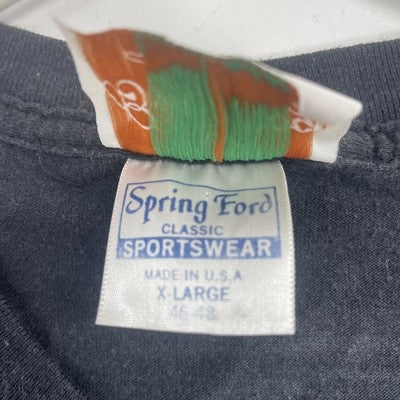 Spring Ford
CLASSIC
SPORTSWEAR
MADE IN U.S.A
X-LARGE
46-48